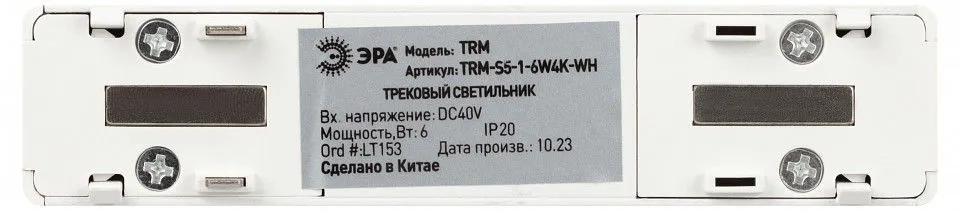 ЭРА
Модель: TRM
Артикул: TRM-S5-1-6W4K-WH
ТРЕКОВЫЙ СВЕТИЛЬНИК
Вх. напряжение: DC40V
Мощность,Вт: 6 IP20
Ord #:LT153 Дата произв.: 10.23
Сделано в Китае